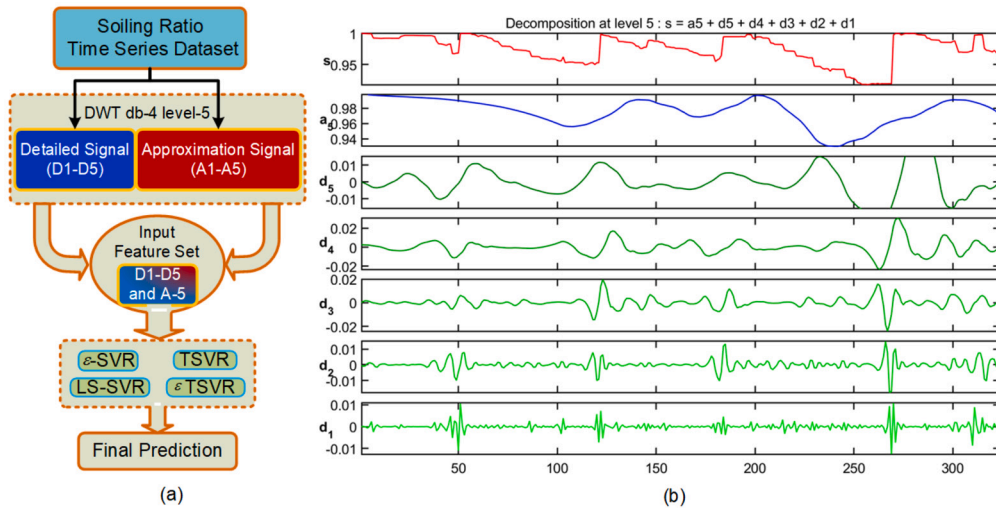 Soiling Ratio
Time Series Dataset
DWT db-4 level-5
Detailed Signal
(D1-D5)
Approximation Signal
(A1-A5)
Input
Feature Set
D1-D5
and A-5
ε-SVR
TSVR
LS-SVR
ε TSVR
Final Prediction
(a)
Decomposition at level 5 : s = a5 + d5 + d4 + d3 + d2 + d1
1
s
0.95
0.98
a5
0.96
0.94
0.01
d5
0
-0.01
0.02
d4
0
-0.02
0.02
d3
0
-0.02
0.01
d2
0
-0.01
0.01
d1
0
-0.01
50
100
150
200
250
300
(b)